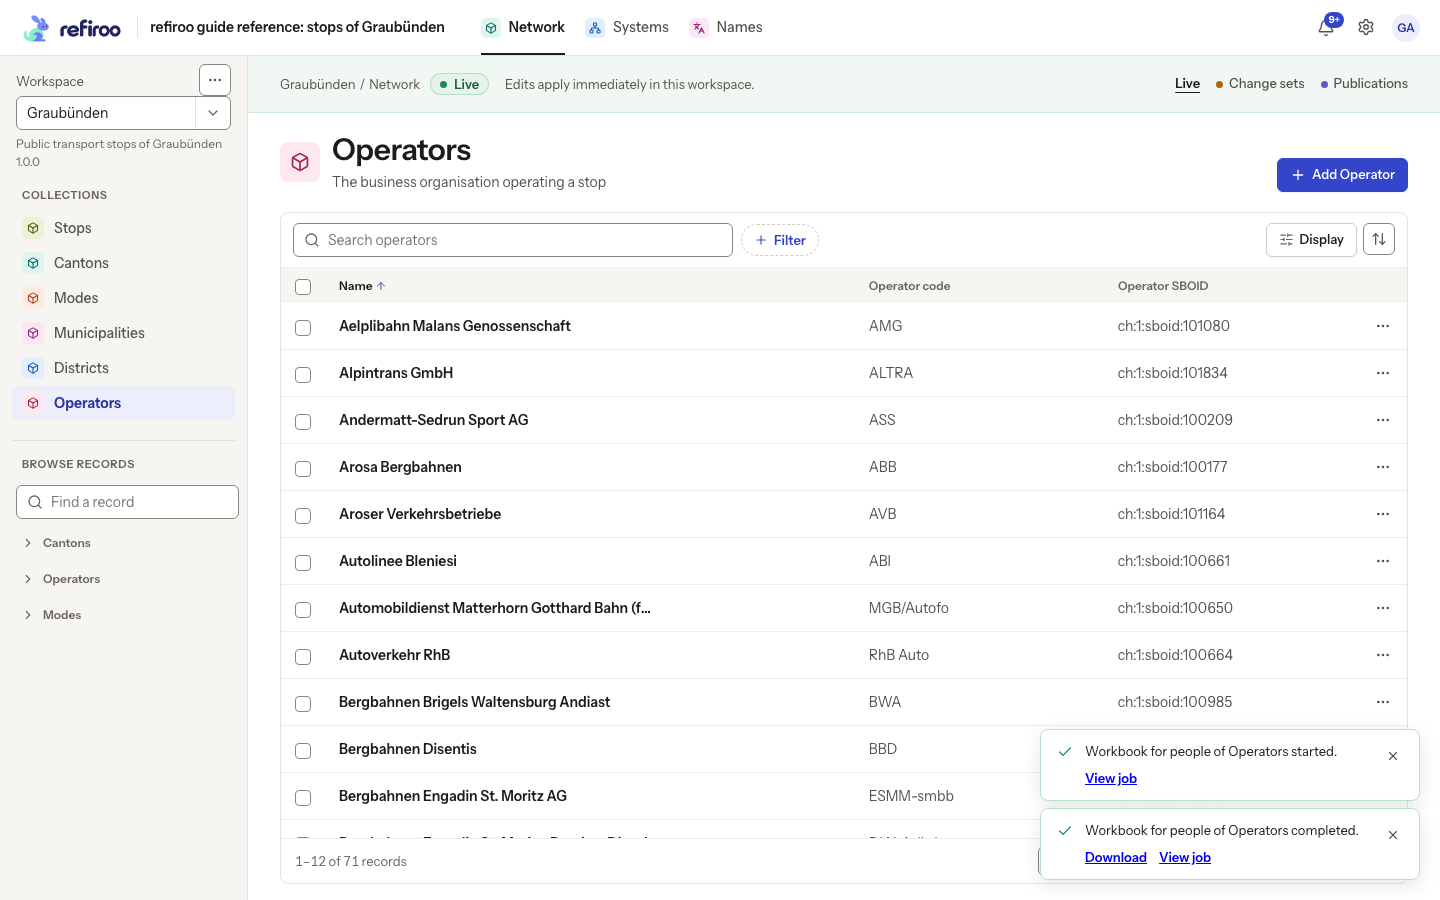 refiroo
refiroo guide reference: stops of Graubünden
Network
Systems
Names
9+
GA
Workspace
Graubünden
Public transport stops of Graubünden
1.0.0
COLLECTIONS
Stops
Cantons
Modes
Municipalities
Districts
Operators
BROWSE RECORDS
Find a record
Cantons
Operators
Modes
Graubünden / Network
Live
Edits apply immediately in this workspace.
Live
Change sets
Publications
Operators
The business organisation operating a stop
Add Operator
Search operators
Filter
Display
Name Operator code Operator SBOID
Aelplibahn Malans Genossenschaft AMG ch:1:sboid:101080
Alpintrans GmbH ALTRA ch:1:sboid:101834
Andermatt-Sedrun Sport AG ASS ch:1:sboid:100209
Arosa Bergbahnen ABB ch:1:sboid:100177
Aroser Verkehrsbetriebe AVB ch:1:sboid:101164
Autolinee Bleniesi ABl ch:1:sboid:100661
Automobildienst Matterhorn Gotthard Bahn (f... MGB/Autofo ch:1:sboid:100650
Autoverkehr RhB RhB Auto ch:1:sboid:100664
Bergbahnen Brigels Waltensburg Andiast BWA ch:1:sboid:100985
Bergbahnen Disentis BBD
Bergbahnen Engadin St. Moritz AG ESMM-smbb
1–12 of 71 records
Workbook for people of Operators started.
View job
Workbook for people of Operators completed.
Download View job